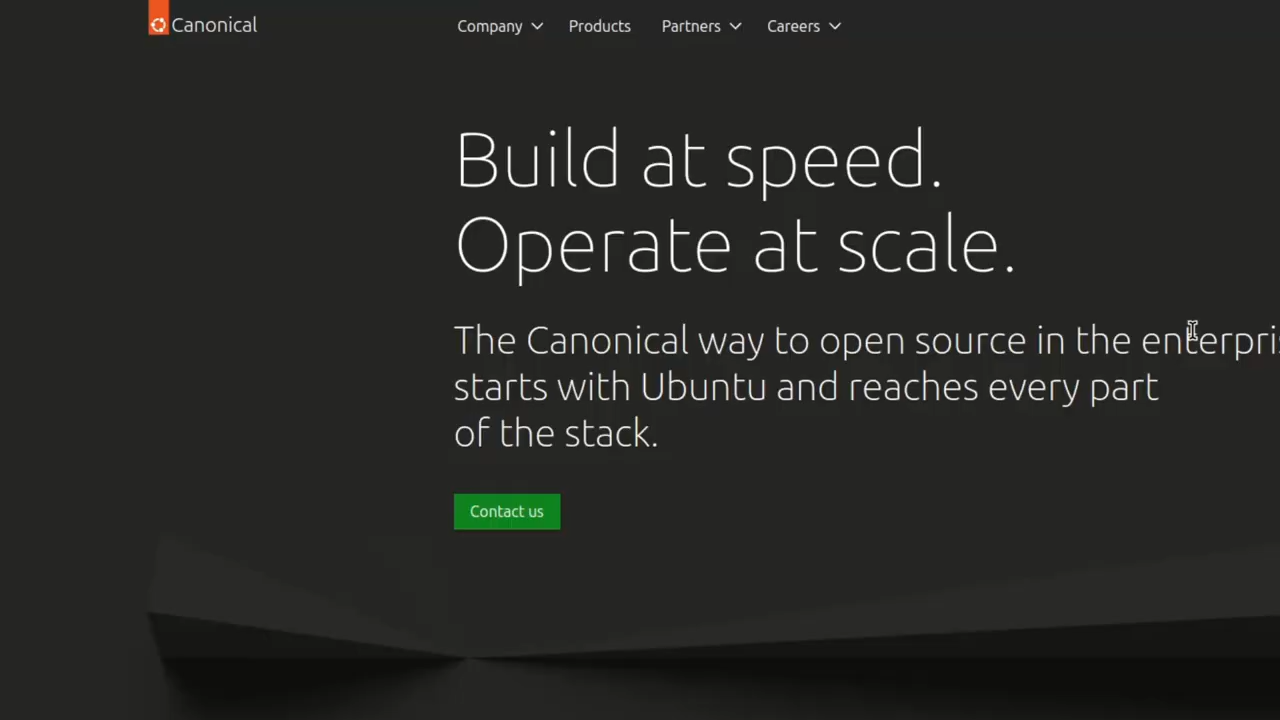 Canonical
Company
Products
Partners
Careers
Build at speed.
Operate at scale.
The Canonical way to open source in the enterpris
starts with Ubuntu and reaches every part
of the stack.
Contact us